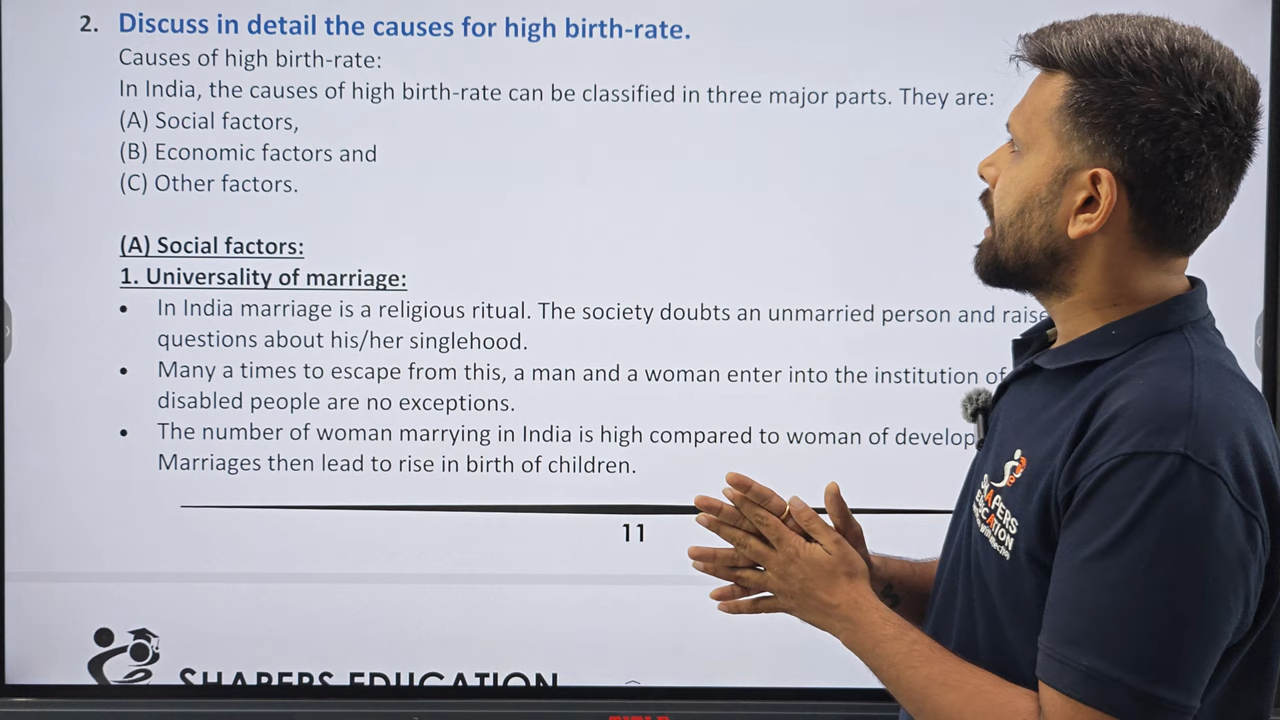 2. Discuss in detail the causes for high birth-rate.
Causes of high birth-rate:
In India, the causes of high birth-rate can be classified in three major parts. They are:
(A) Social factors,
(B) Economic factors and
(C) Other factors.
(A) Social factors:
1. Universality of marriage:
• In India marriage is a religious ritual. The society doubts an unmarried person and raise
questions about his/her singlehood.
• Many a times to escape from this, a man and a woman enter into the institution of
disabled people are no exceptions.
• The number of woman marrying in India is high compared to woman of develop
Marriages then lead to rise in birth of children.
11
SHAPERS EDUCATION
SHAPERS
EDUCATION